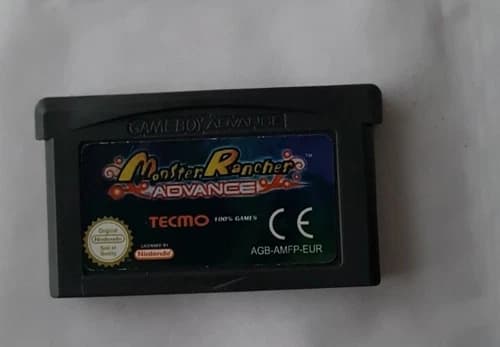 GAME BOY ADVANCE
Monster Rancher
ADVANCE
TM
TECMO
100% GAMES
CE
Original
Nintendo
Seal of
Quality
LICENSED BY
Nintendo
AGB-AMFP-EUR